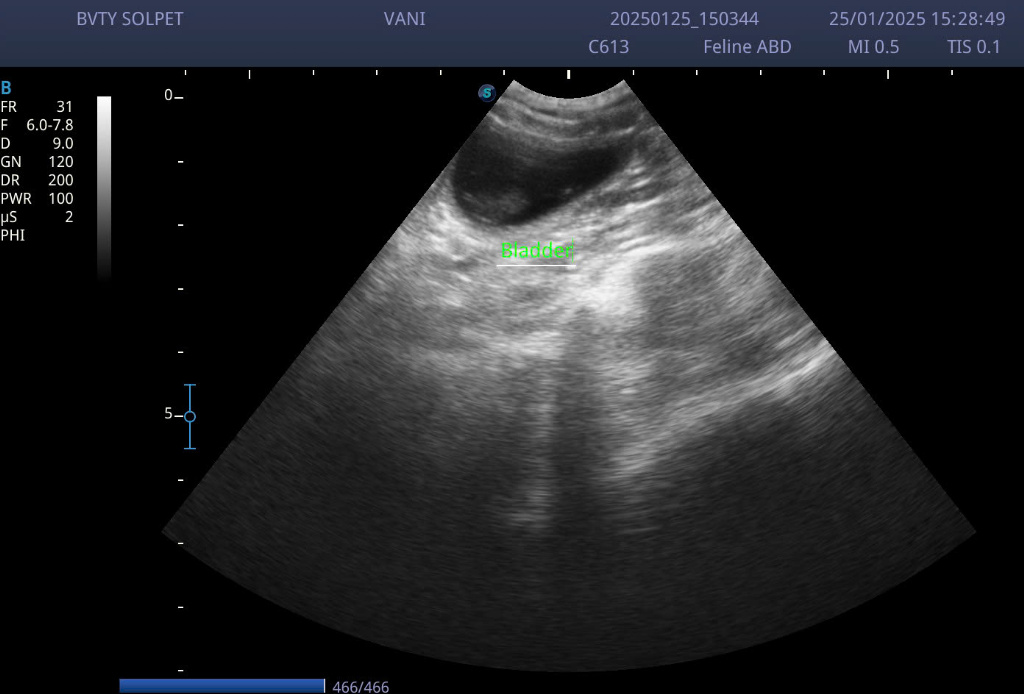 BVTY SOLPET VANI 20250125_150344 25/01/2025 15:28:49
C613 Feline ABD MI 0.5 TIS 0.1
B
FR 31
F 6.0-7.8
D 9.0
GN 120
DR 200
PWR 100
µS 2
PHI
S
0
Bladder
5
466/466